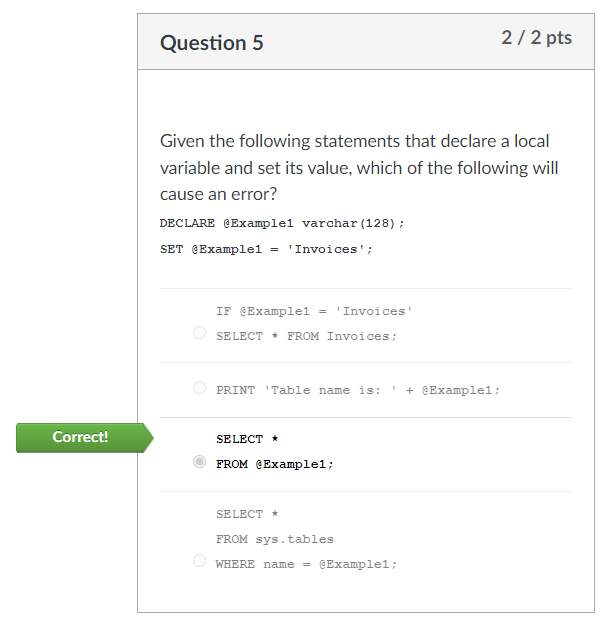 Question 5
2 / 2 pts
Given the following statements that declare a local
variable and set its value, which of the following will
cause an error?
DECLARE @Example1 varchar(128);
SET @Example1 = 'Invoices';
IF @Example1 = 'Invoices'
SELECT * FROM Invoices;
PRINT 'Table name is: ' + @Example1;
Correct!
SELECT *
FROM @Example1;
SELECT *
FROM sys.tables
WHERE name = @Example1;